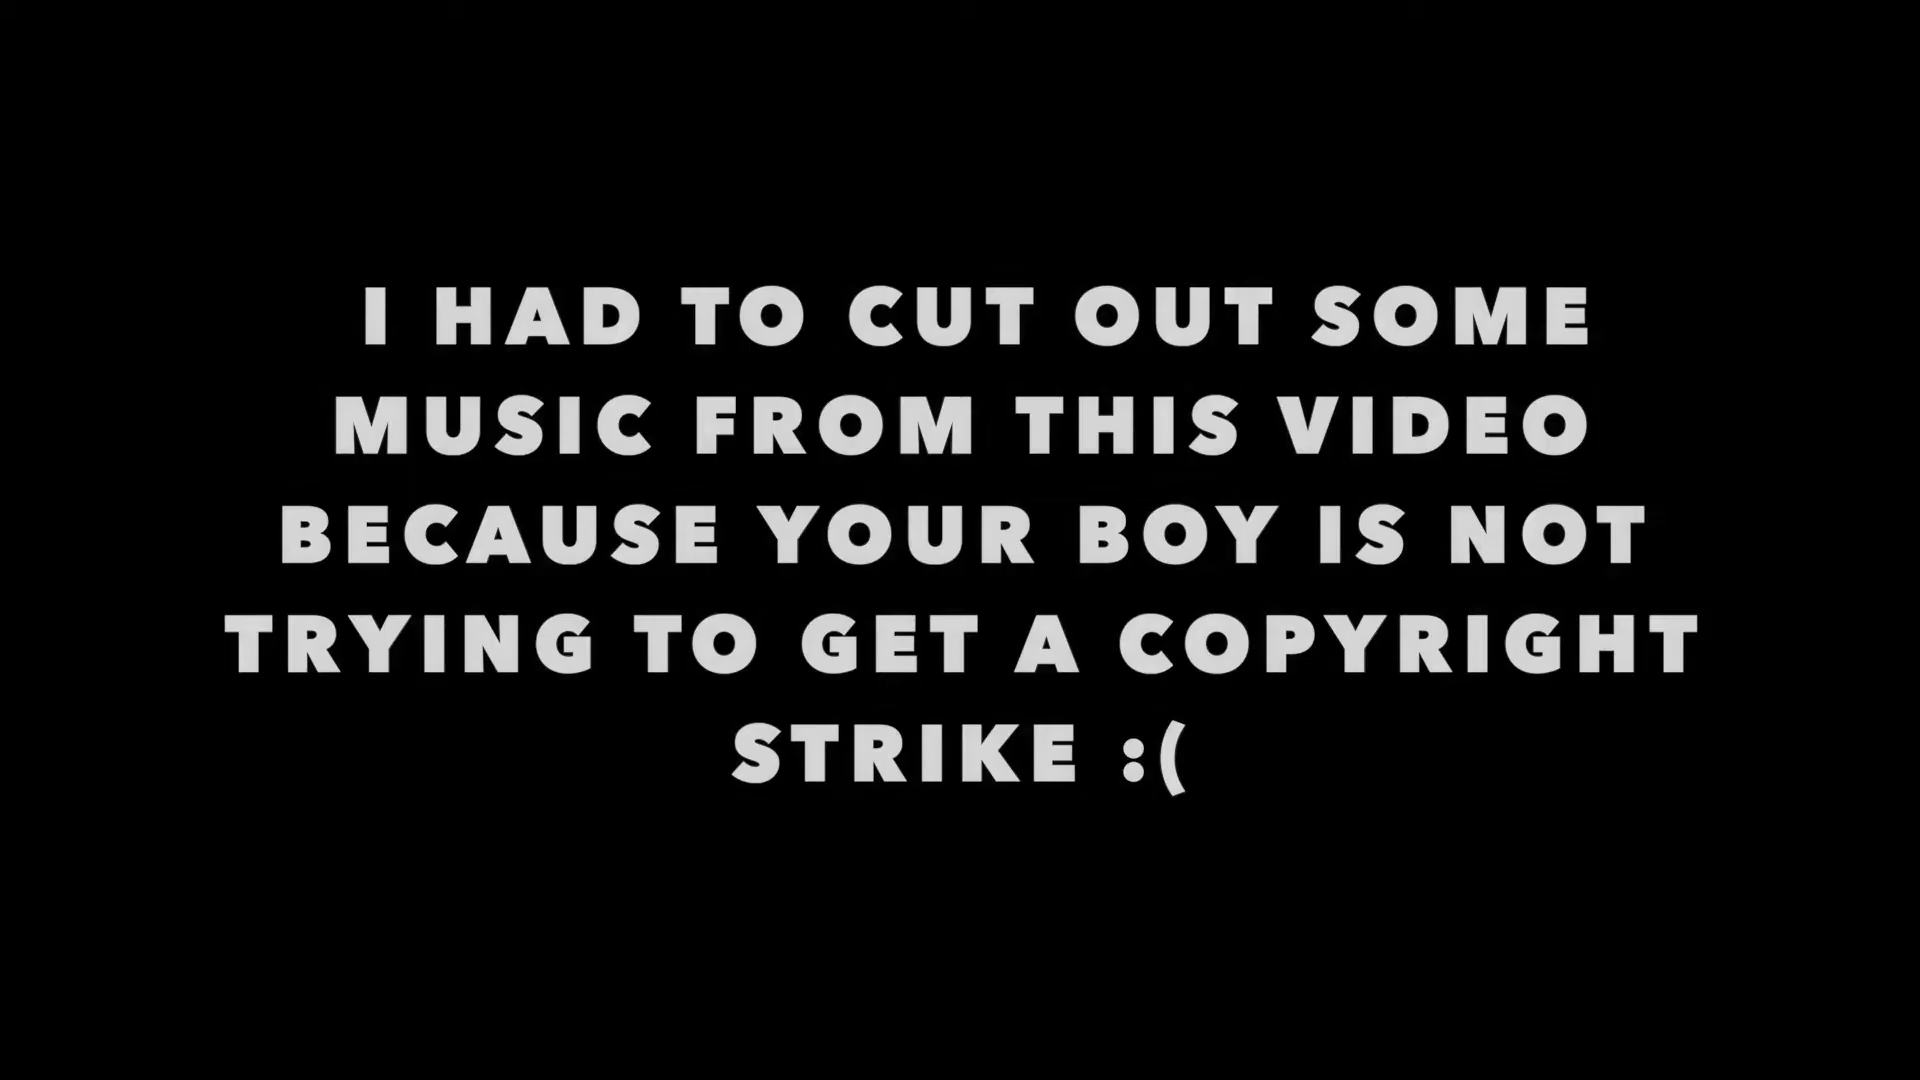 I HAD TO CUT OUT SOME
MUSIC FROM THIS VIDEO
BECAUSE YOUR BOY IS NOT
TRYING TO GET A COPYRIGHT
STRIKE :(